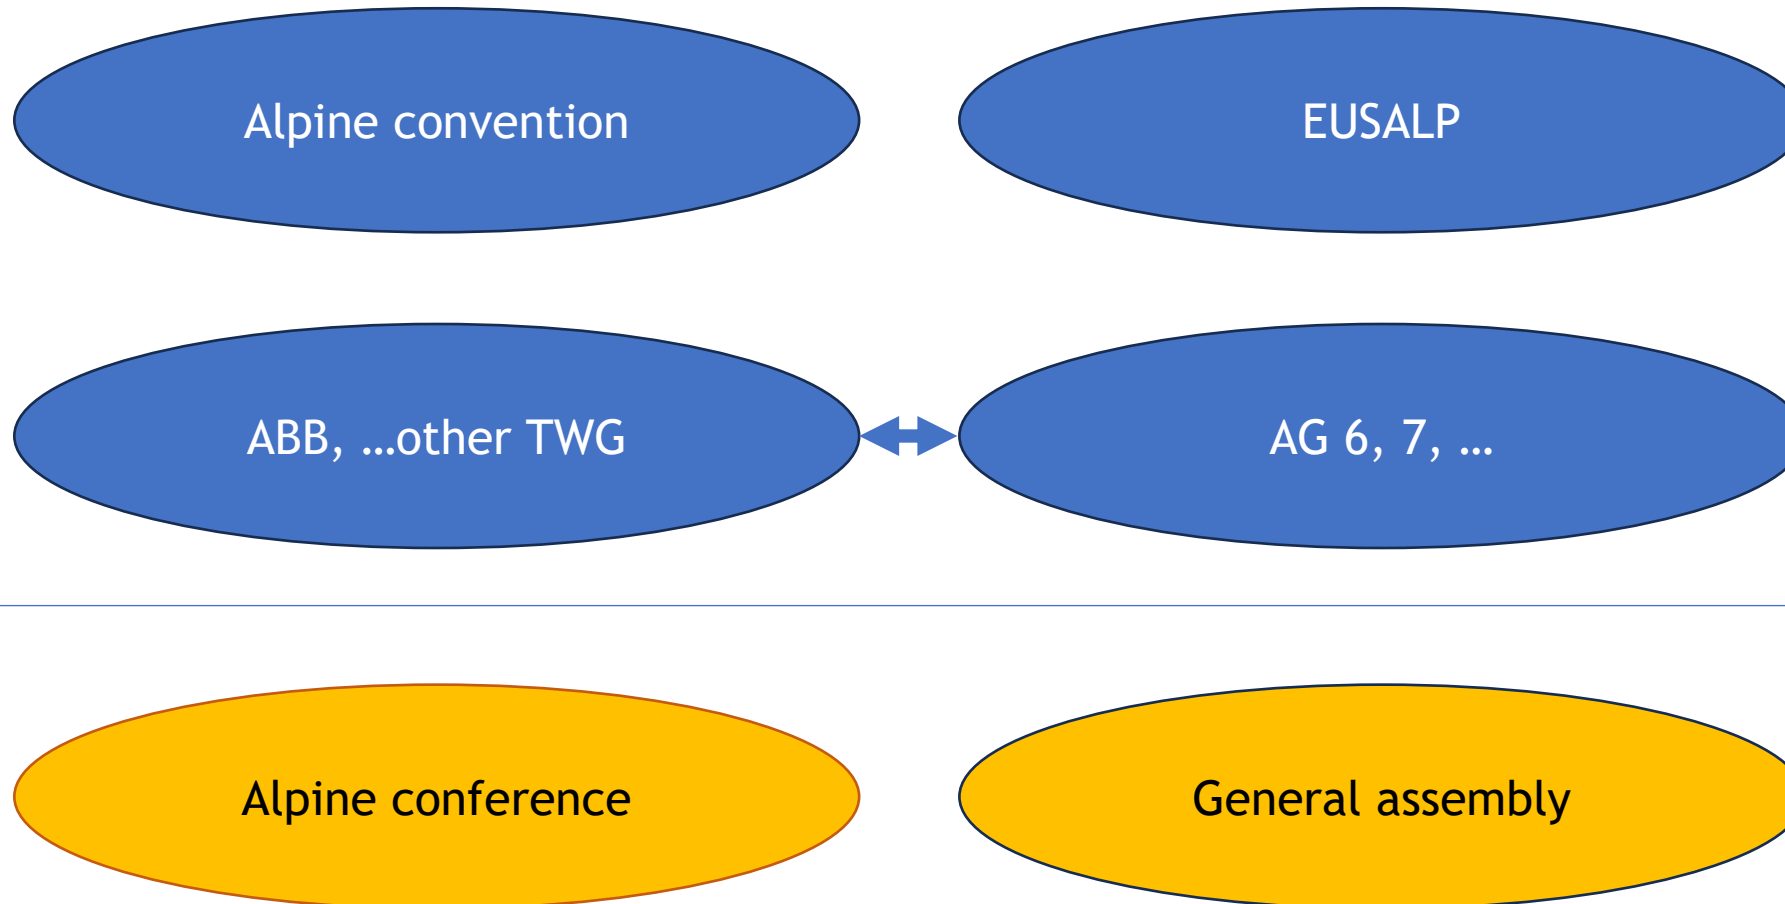 Alpine convention
EUSALP
ABB, …other TWG
AG 6, 7, …
Alpine conference
General assembly